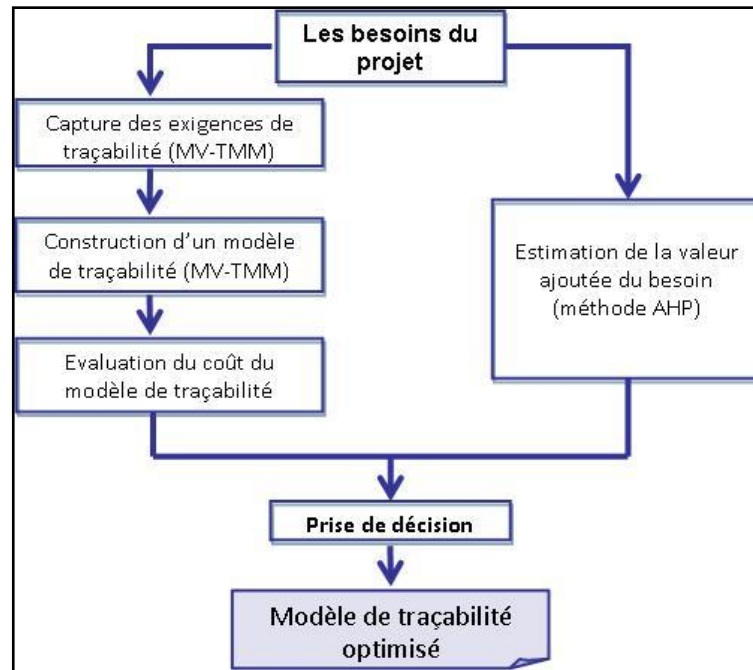 Les besoins du
projet
Capture des exigences de
traçabilité (MV-TMM)
Construction d'un modèle
de traçabilité (MV-TMM)
Evaluation du coût du
modèle de traçabilité
Estimation de la valeur
ajoutée du besoin
(méthode AHP)
Prise de décision
Modèle de traçabilité
optimisé